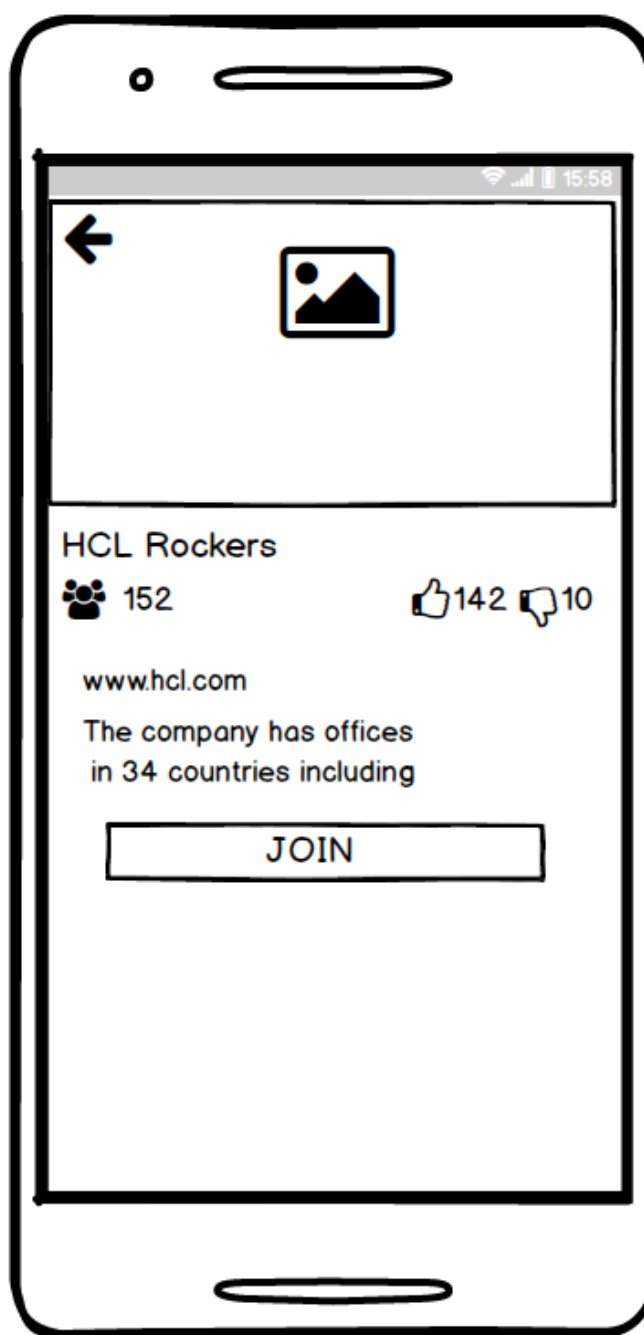 15:58
HCL Rockers
152 142 10
www.hcl.com
The company has offices
in 34 countries including
JOIN